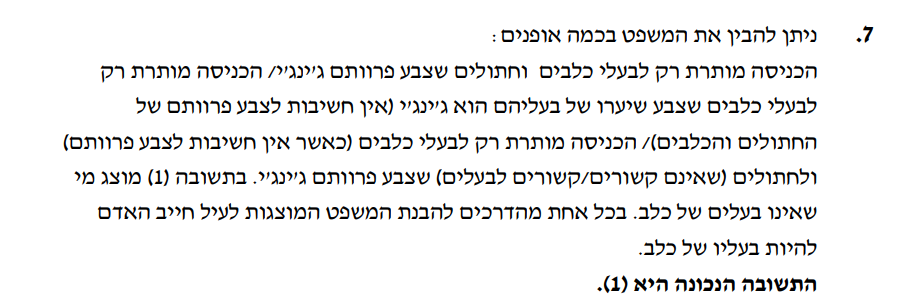 7. ניתן להבין את המשפט בכמה אופנים:
הכניסה מותרת רק לבעלי כלבים וחתולים שצבע פרוותם ג'ינג'י/ הכניסה מותרת רק
לבעלי כלבים שצבע שיערו של בעליהם הוא ג'ינג'י (אין חשיבות לצבע פרוותם של
החתולים והכלבים)/ הכניסה מותרת רק לבעלי כלבים (כאשר אין חשיבות לצבע פרוותם)
ולחתולים (שאינם קשורים/קשורים לבעלים) שצבע פרוותם ג'ינג'י. בתשובה (1) מוצג מי
שאינו בעלים של כלב. בכל אחת מהדרכים להבנת המשפט המוצגות לעיל חייב האדם
להיות בעליו של כלב.
התשובה הנכונה היא (1).